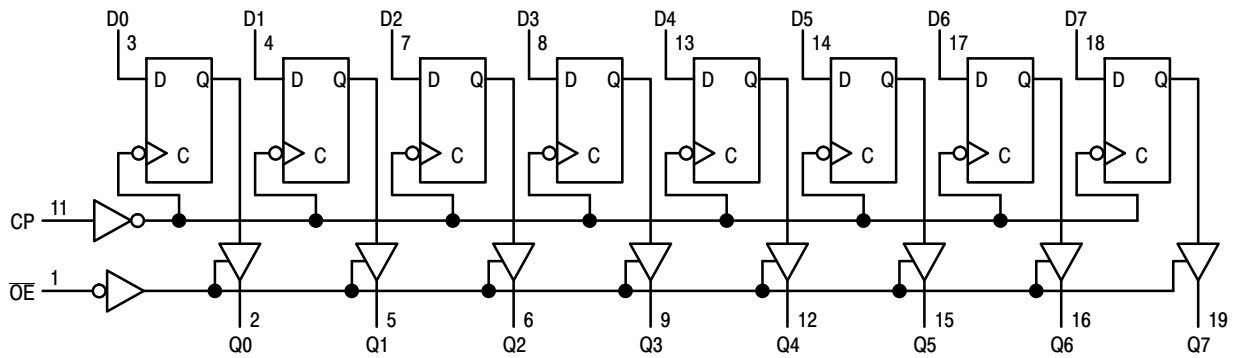 D0 D1 D2 D3 D4 D5 D6 D7
3 4 7 8 13 14 17 18
D Q D Q D Q D Q D Q D Q D Q D Q
C C C C C C C C
CP 11
OE 1
2 5 6 9 12 15 16 19
Q0 Q1 Q2 Q3 Q4 Q5 Q6 Q7